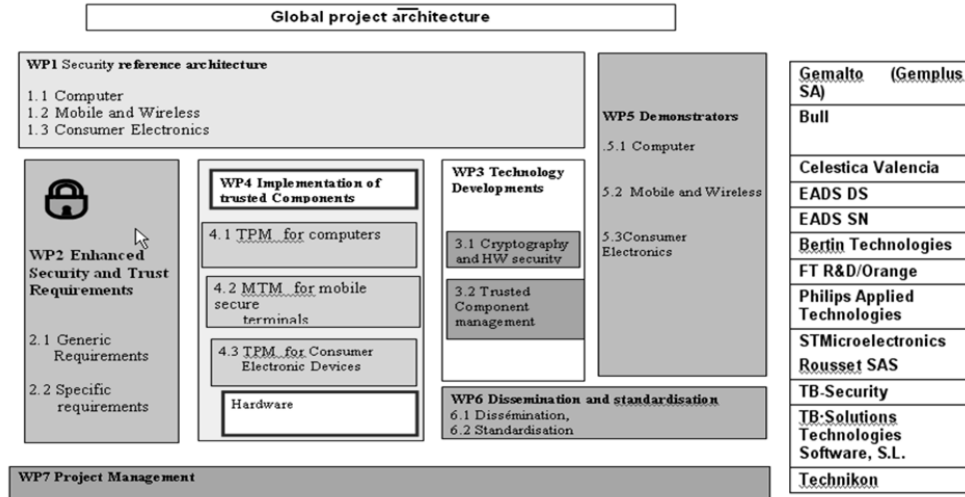 Global project architecture
WP1 Security reference architecture
1.1 Computer
1.2 Mobile and Wireless
1.3 Consumer Electronics
WP2 Enhanced
Security and Trust
Requirements
2.1 Generic
Requirements
2.2 Specific
requirements
WP4 Implementation of
trusted Components
4.1 TPM for computers
4.2 MTM for mobile
secure
terminals
4.3 TPM for Consumer
Electronic Devices
Hardware
WP3 Technology
Developments
3.1 Cryptography
and HW security
3.2 Trusted
Component
management
WP5 Demonstrators
.5.1 Computer
5.2 Mobile and Wireless
5.3Consumer
Electronics
WP6 Dissemination and standardisation
6.1 Dissémination,
6.2 Standardisation
WP7 Project Management
Gemalto (Gemplus
SA)
Bull
Celestica Valencia
EADS DS
EADS SN
Bertin Technologies
FT R&D/Orange
Philips Applied
Technologies
STMicroelectronics
Rousset SAS
TB-Security
TB·Solutions
Technologies
Software, S.L.
Technikon